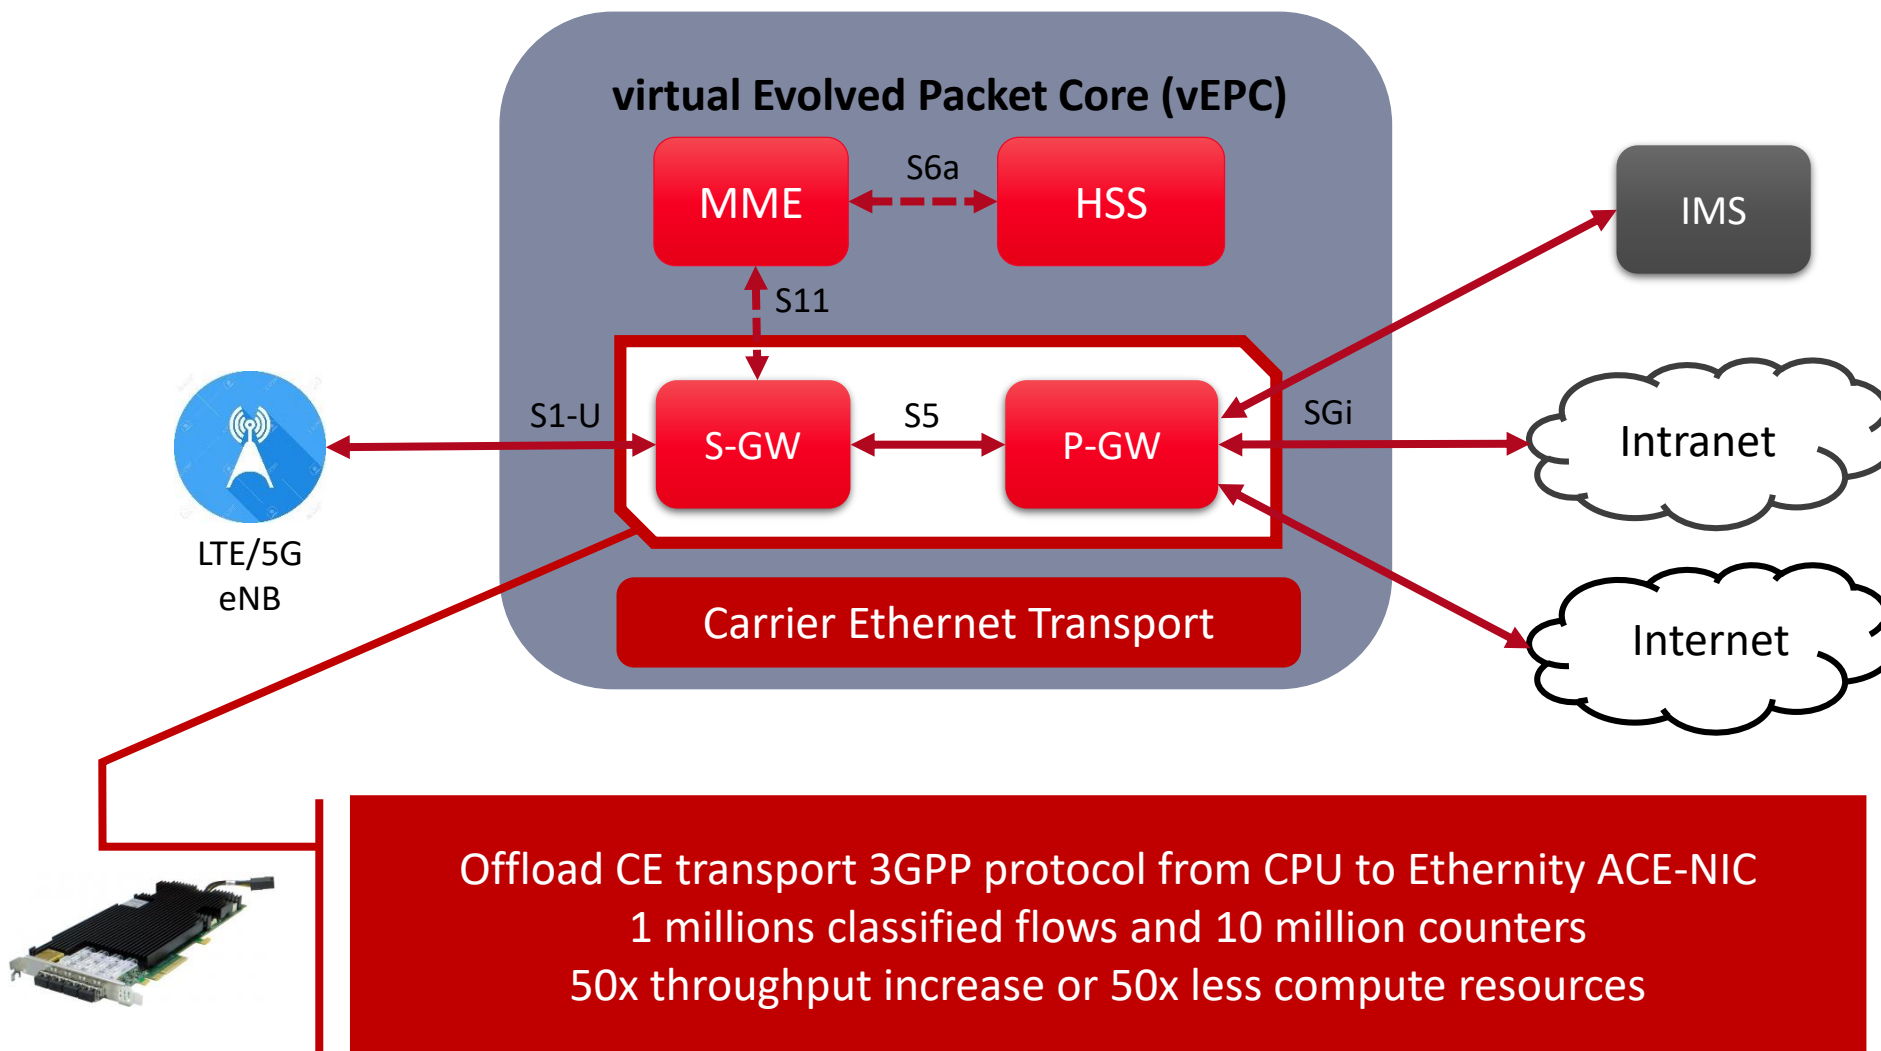 virtual Evolved Packet Core (vEPC)
MME
S6a
HSS
IMS
S11
S1-U
S-GW
S5
P-GW
SGi
Intranet
LTE/5G
eNB
Carrier Ethernet Transport
Internet
Offload CE transport 3GPP protocol from CPU to Ethernity ACE-NIC
1 millions classified flows and 10 million counters
50x throughput increase or 50x less compute resources